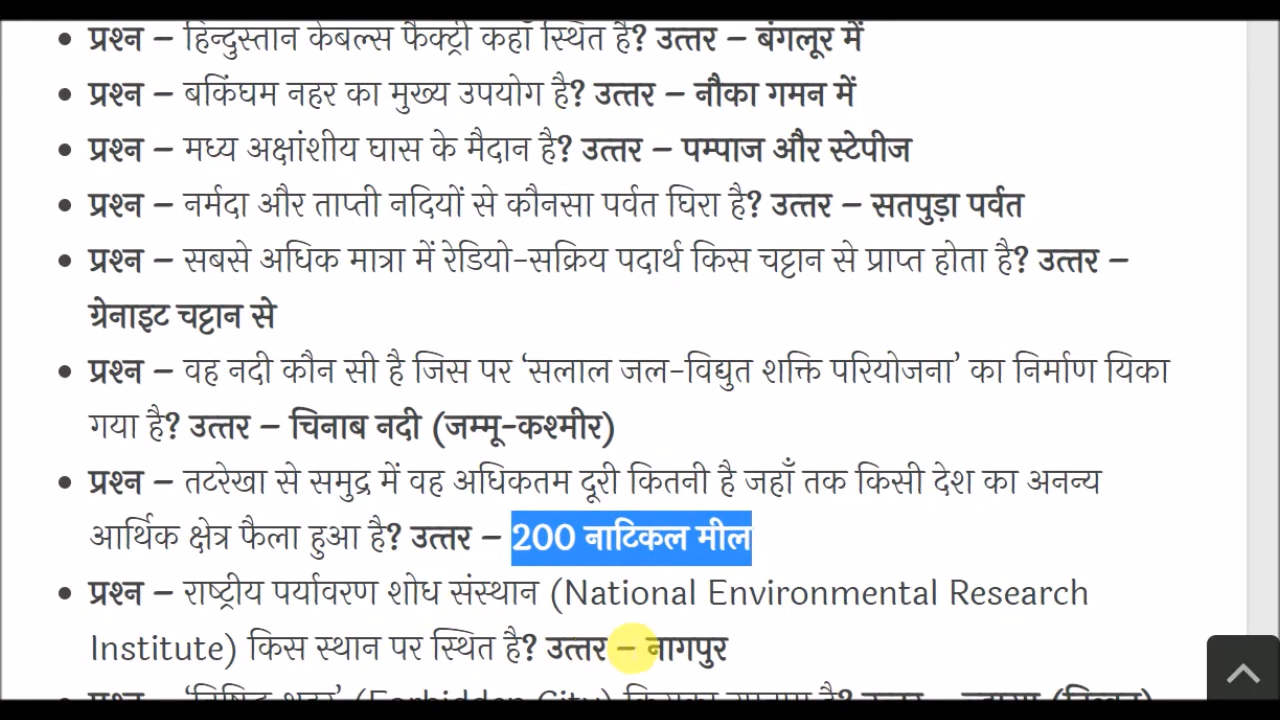 प्रश्न – हिन्दुस्तान केबल्स फैक्ट्री कहाँ स्थित है? उत्तर – बंगलूर में
प्रश्न – बकिंघम नहर का मुख्य उपयोग है? उत्तर – नौका गमन में
प्रश्न – मध्य अक्षांशीय घास के मैदान है? उत्तर – पम्पाज और स्टेपीज
प्रश्न – नर्मदा और ताप्ती नदियों से कौनसा पर्वत घिरा है? उत्तर – सतपुड़ा पर्वत
प्रश्न – सबसे अधिक मात्रा में रेडियो-सक्रिय पदार्थ किस चट्टान से प्राप्त होता है? उत्तर –
ग्रेनाइट चट्टान से
प्रश्न – वह नदी कौन सी है जिस पर ‘सलाल जल-विद्युत शक्ति परियोजना’ का निर्माण यिका
गया है? उत्तर – चिनाब नदी (जम्मू-कश्मीर)
प्रश्न – तटरेखा से समुद्र में वह अधिकतम दूरी कितनी है जहाँ तक किसी देश का अनन्य
आर्थिक क्षेत्र फैला हुआ है? उत्तर – 200 नाटिकल मील
प्रश्न – राष्ट्रीय पर्यावरण शोध संस्थान (National Environmental Research
Institute) किस स्थान पर स्थित है? उत्तर – नागपुर
(Forbidden City)